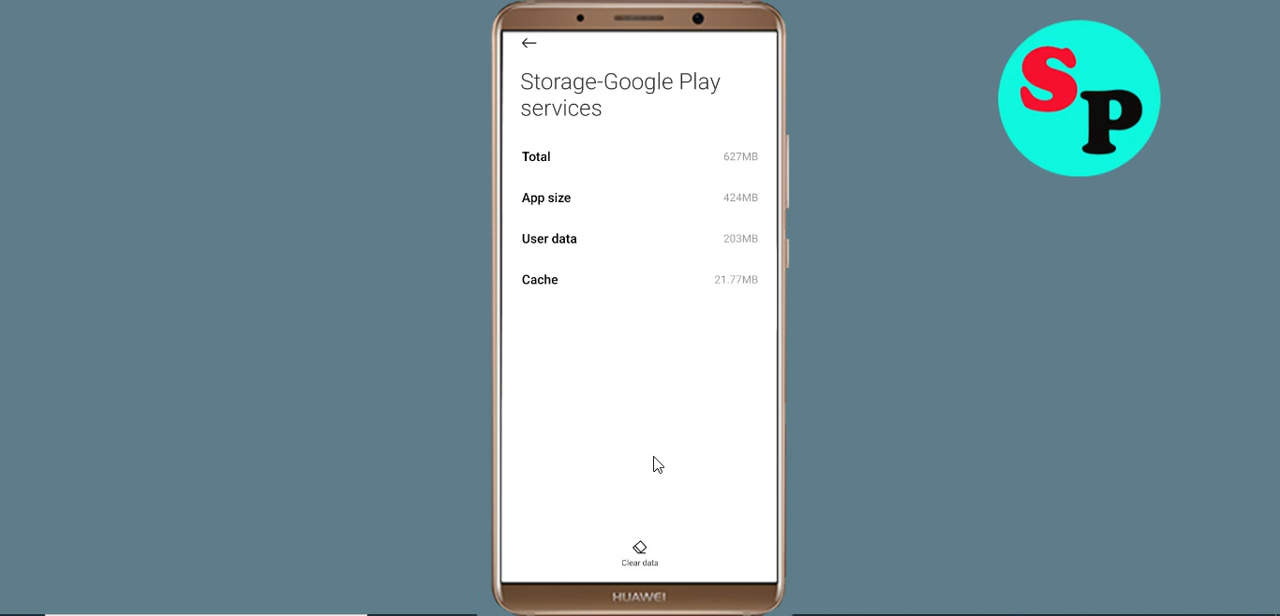 Storage-Google Play
services
Total 627MB
App size 424MB
User data 203MB
Cache 21.77MB
Clear data
HUAWEI
SP